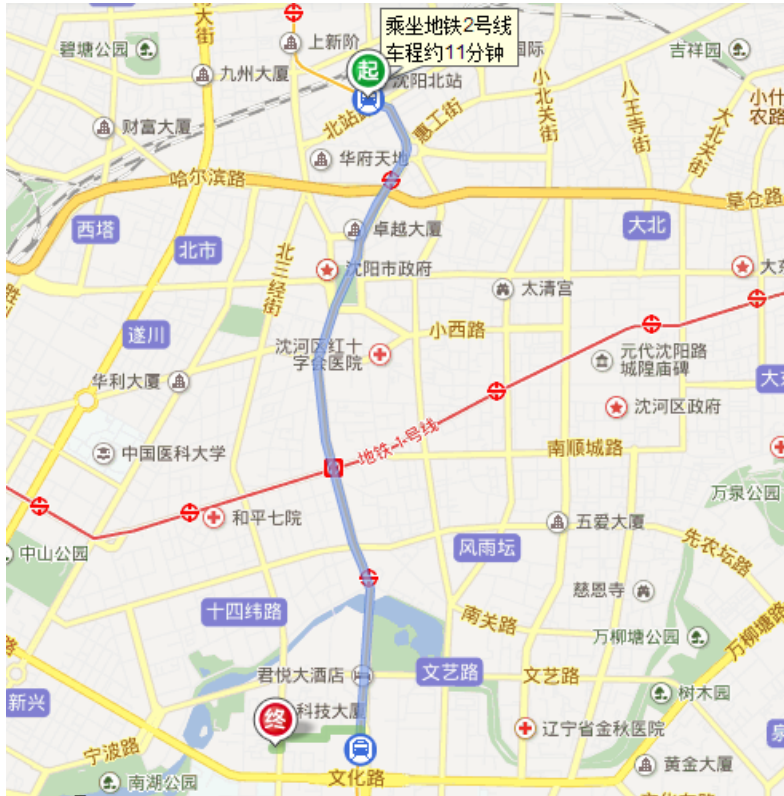 南大街
碧塘公园
上新阶
乘坐地铁2号线
车程约11分钟
国际
吉祥园
九州大厦
起
沈阳北站
小北关街
八王寺街
大北关街
小什
农路
财富大厦
北站
惠工街
华府天地
哈尔滨路
草仓路
西塔
北市
北三经街
卓越大厦
大北
沈阳市政府
大东
太清宫
遂川
小西路
沈河区红十
字会医院
元代沈阳路
城隍庙碑
华利大厦
大东
沈河区政府
地铁1号线
中国医科大学
南顺城路
万泉公园
和平七院
五爱大厦
中山公园
风雨坛
先农坛路
慈恩寺
十四纬路
南关路
万柳塘公园
万柳塘路
君悦大酒店
文艺路
文艺路
新兴
树木园
终
科技大厦
辽宁省金秋医院
宁波路
南湖公园
文化路
黄金大厦
泉